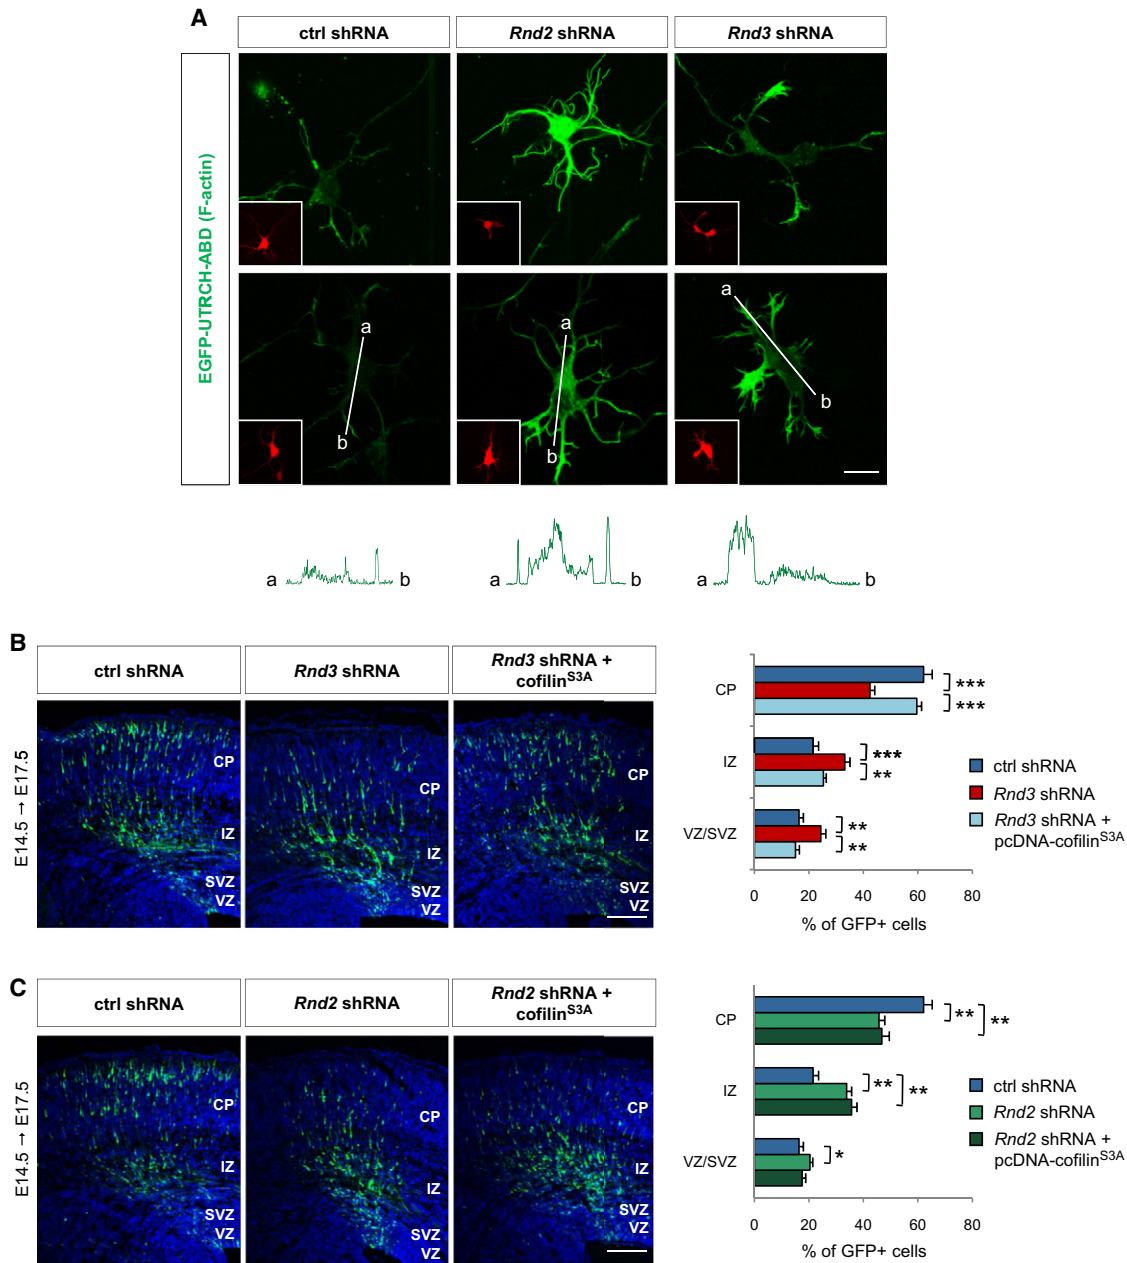 A
ctrl shRNA
Rnd2 shRNA
Rnd3 shRNA
EGFP-UTRCH-ABD (F-actin)
a
b
a
b
a
b
a
b
a
b
a
b
B
ctrl shRNA
Rnd3 shRNA
Rnd3 shRNA +
cofilinS3A
E14.5 → E17.5
CP
IZ
SVZ
VZ
CP
IZ
SVZ
VZ
CP
IZ
SVZ
VZ
CP
***
***
IZ
***
**
VZ/SVZ
**
**
0
20
40
60
80
% of GFP+ cells
ctrl shRNA
Rnd3 shRNA
Rnd3 shRNA +
pcDNA-cofilinS3A
C
ctrl shRNA
Rnd2 shRNA
Rnd2 shRNA +
cofilinS3A
E14.5 → E17.5
CP
IZ
SVZ
VZ
CP
IZ
SVZ
VZ
CP
IZ
SVZ
VZ
CP
**
**
IZ
**
**
VZ/SVZ
*
0
20
40
60
80
% of GFP+ cells
ctrl shRNA
Rnd2 shRNA
Rnd2 shRNA +
pcDNA-cofilinS3A